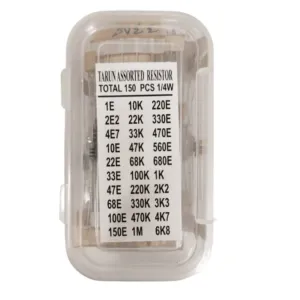 TARUN ASSORTED RESISTOR
TOTAL 150 PCS 1/4W
1E 10K 220E
2E2 22K 330E
4E7 33K 470E
10E 47K 560E
22E 68K 680E
33E 100K 1K
47E 220K 2K2
68E 330K 3K3
100E 470K 4K7
150E 1M 6K8